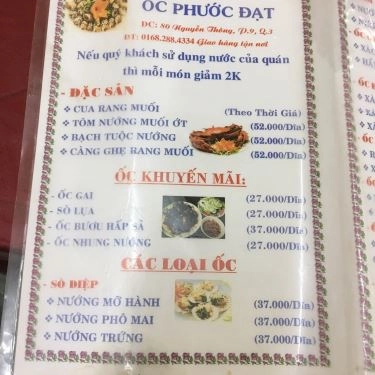 ỐC PHƯỚC ĐẠT
ĐC: 80 Nguyễn Thông, P.9, Q.3
ĐT: 0168.288.4334 Giao hàng tận nơi
Nếu quý khách sử dụng nước của quán
thì mỗi món giảm 2K
- ĐẶC SẢN
❖ CUA RANG MUỐI (Theo Thời Giá)
❖ TÔM NƯỚNG MUỐI ỚT (52.000/Dĩa)
❖ BẠCH TUỘC NƯỚNG (52.000/Dĩa)
❖ CÀNG GHẸ RANG MUỐI (52.000/Dĩa)
ỐC KHUYẾN MÃI:
- ỐC GAI (27.000/Dĩa)
- SÒ LỤA (27.000/Dĩa)
- ỐC BƯƠU HẤP SẢ (37.000/Dĩa)
- ỐC NHUNG NƯỚNG (27.000/Dĩa)
CÁC LOẠI ỐC
- SÒ DIỆP
❖ NƯỚNG MỠ HÀNH (37.000/Dĩa)
❖ NƯỚNG PHÔ MAI (37.000/Dĩa)
❖ NƯỚNG TRỨNG (37.000/Dĩa)